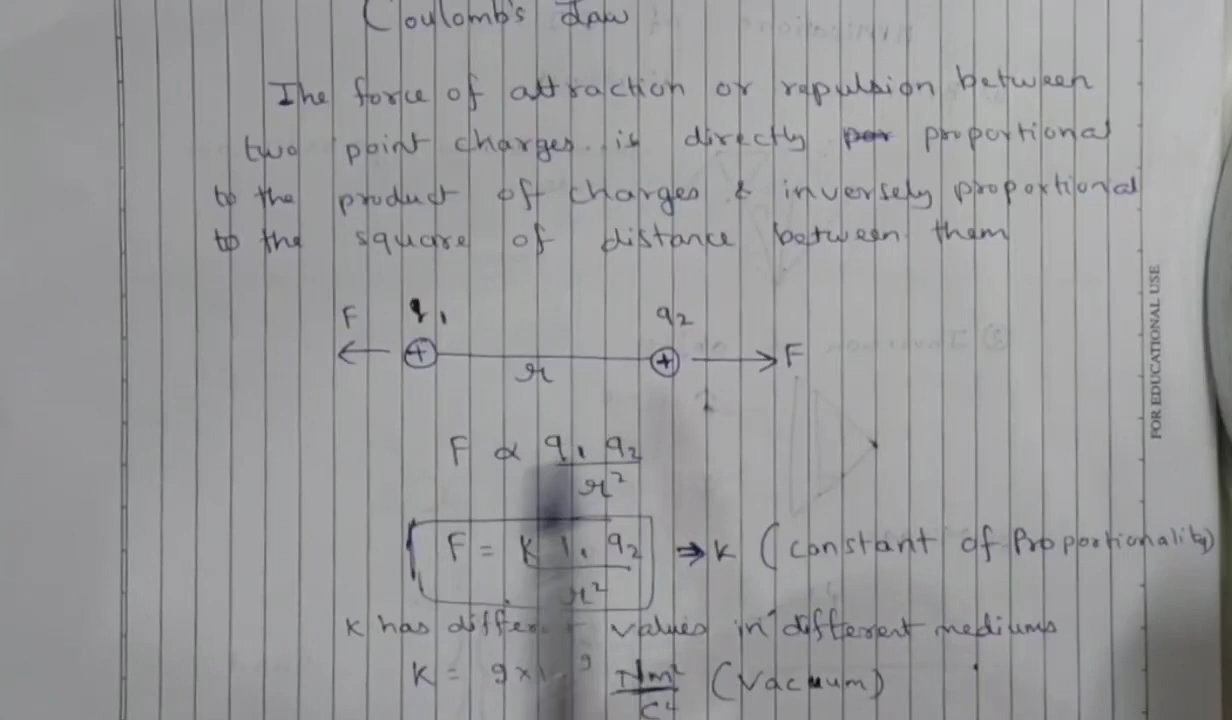 Coulomb's Law
The force of attraction or repulsion between
two point charges is directly proportional
to the product of charges & inversely proportional
to the square of distance between them
F q₁ q₂
+ r + F
F ∝ q₁ q₂
r²
F = K q₂ ⇒ K (Constant of Proportionality)
r²
K has values in different mediums
K = 9× Nm² (Vacuum)
FOR EDUCATIONAL USE